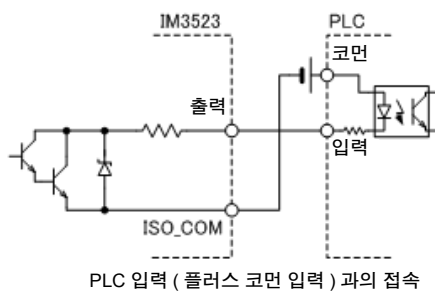 IM3523
PLC
코먼
출력
입력
ISO_COM
PLC 입력 ( 플러스 코먼 입력 ) 과의 접속